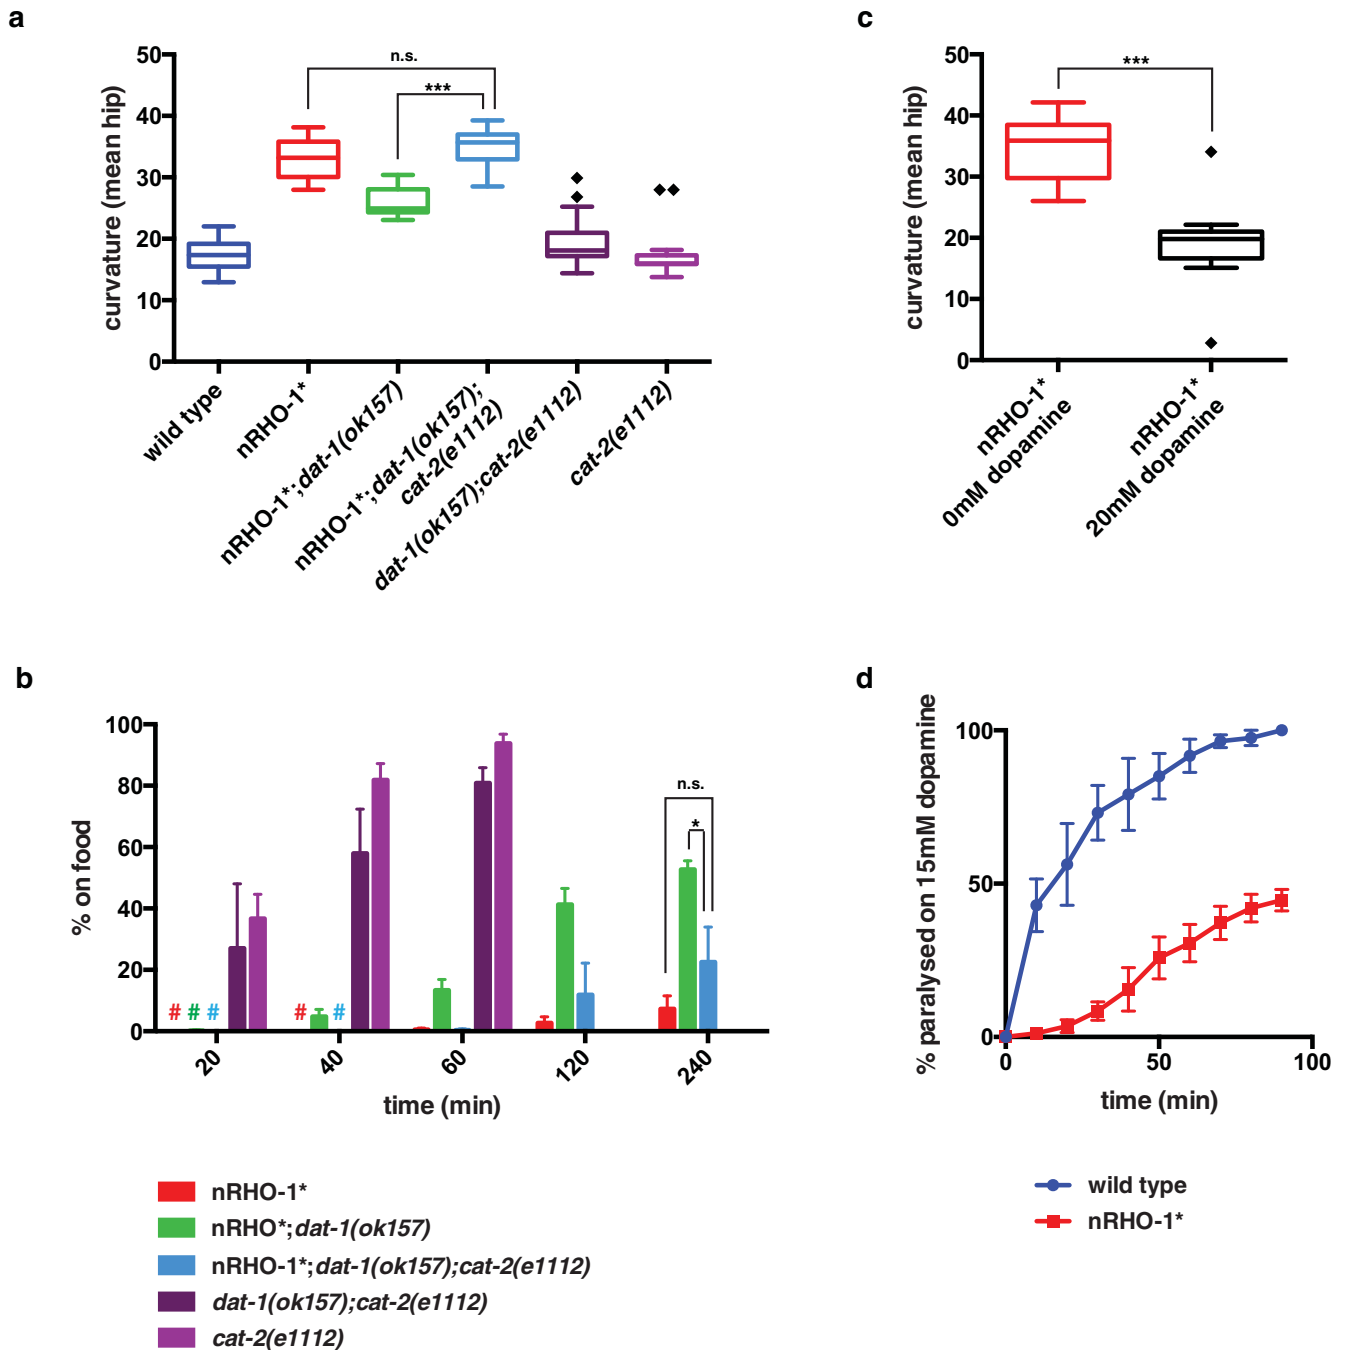 a
curvature (mean hip)
50
40
30
20
10
0
n.s.
***
wild type
nRHO-1*
nRHO-1*;dat-1(ok157)
nRHO-1*;dat-1(ok157);
cat-2(e1112)
dat-1(ok157);cat-2(e1112)
cat-2(e1112)
c
curvature (mean hip)
50
40
30
20
10
0
***
nRHO-1*
0mM dopamine
nRHO-1*
20mM dopamine
b
% on food
100
80
60
40
20
0
# # #
# #
n.s.
*
20
40
60
120
240
time (min)
nRHO-1*
nRHO*;dat-1(ok157)
nRHO-1*;dat-1(ok157);cat-2(e1112)
dat-1(ok157);cat-2(e1112)
cat-2(e1112)
d
% paralysed on 15mM dopamine
100
50
0
0
50
100
time (min)
wild type
nRHO-1*